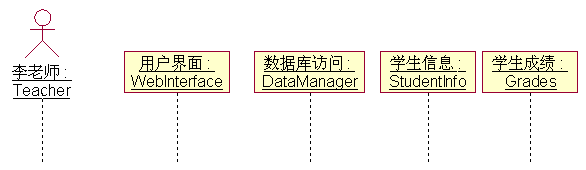 李老师 :
Teacher
用户界面 :
WebInterface
数据库访问 :
DataManager
学生信息 :
StudentInfo
学生成绩 :
Grades